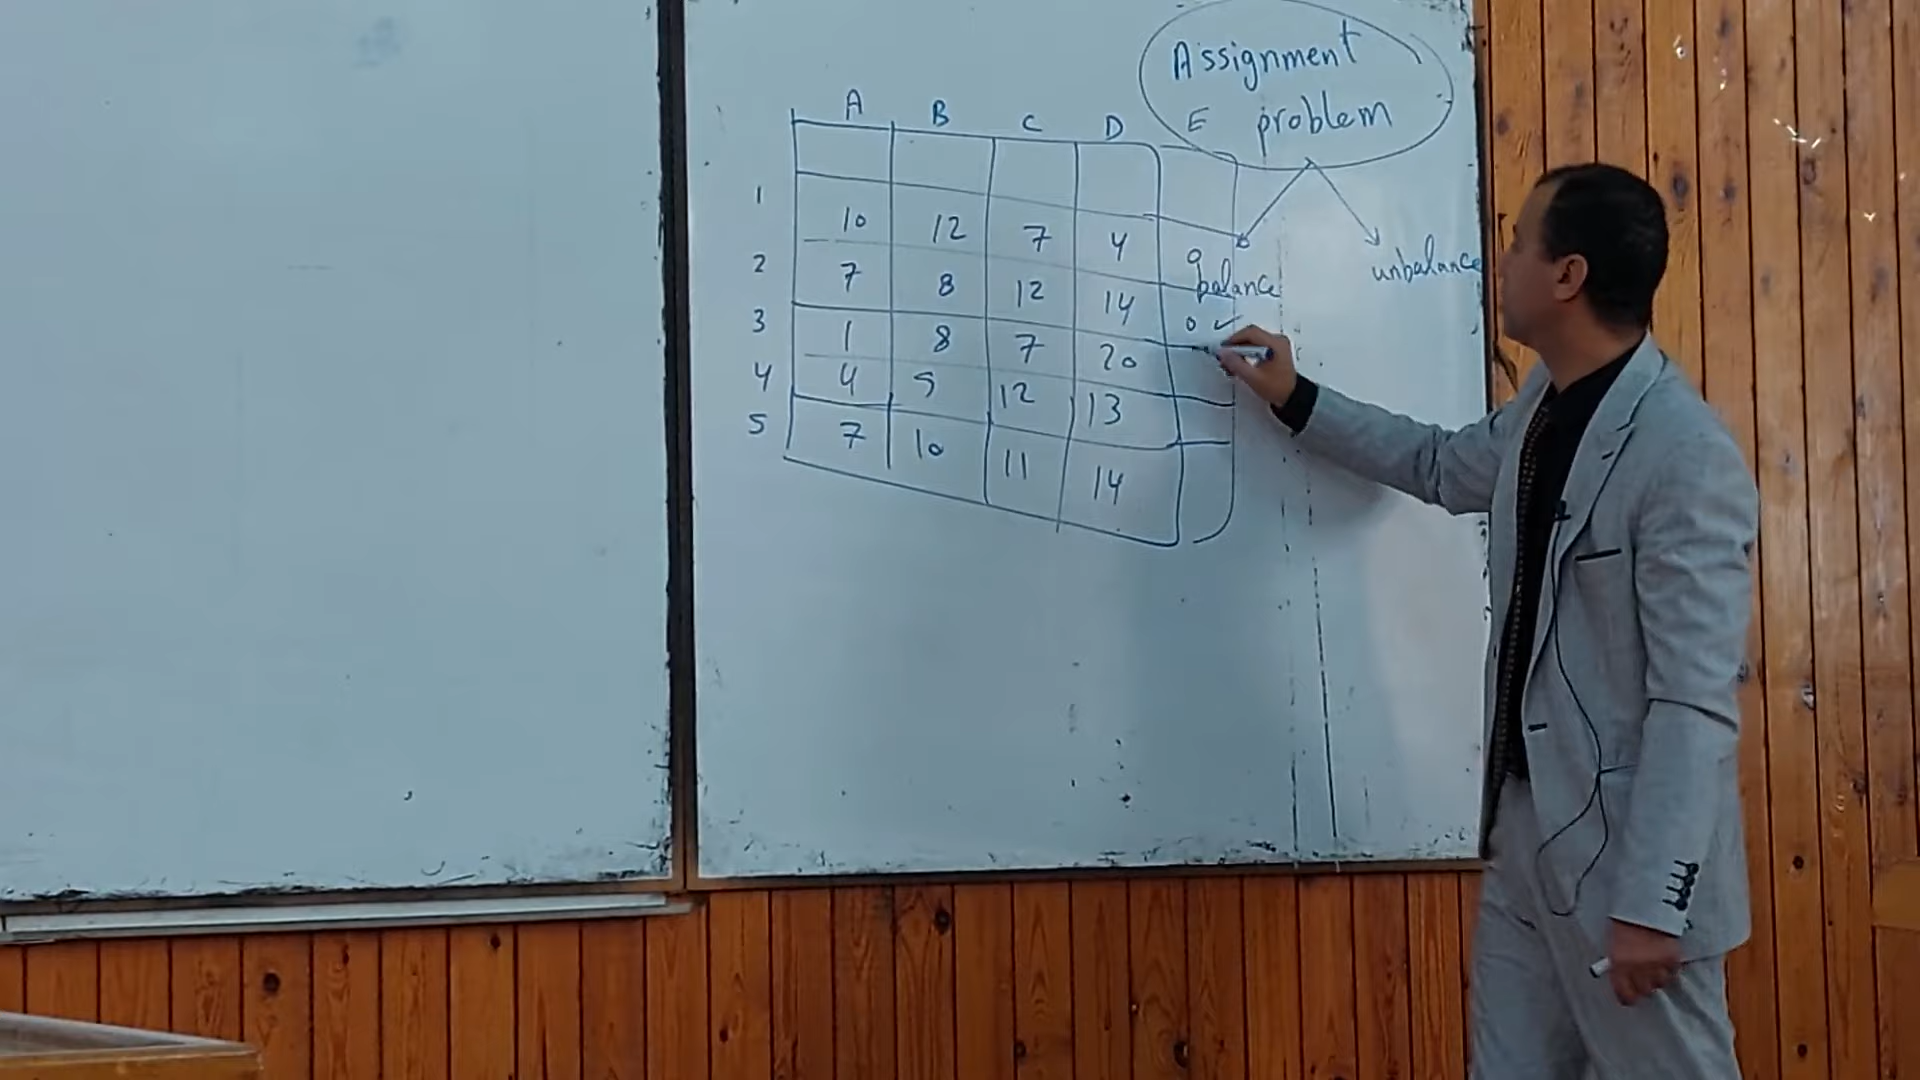 Assignment
E problem
A B C D
1 10 12 7 4 0
balance
unbalance
2 7 8 12 14 0 ✓
3 1 8 7 20
4 4 5 12 13
5 7 10 11 14